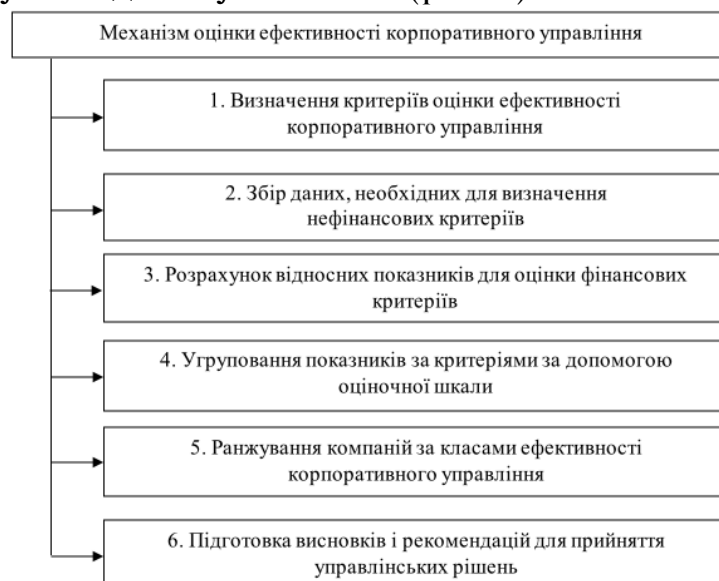 Механізм оцінки ефективності корпоративного управління
1. Визначення критеріїв оцінки ефективності
корпоративного управління
2. Збір даних, необхідних для визначення
нефінансових критеріїв
3. Розрахунок відносних показників для оцінки фінансових
критеріїв
4. Угруповання показників за критеріями за допомогою
оціночної шкали
5. Ранжування компаній за класами ефективності
корпоративного управління
6. Підготовка висновків і рекомендацій для прийняття
управлінських рішень